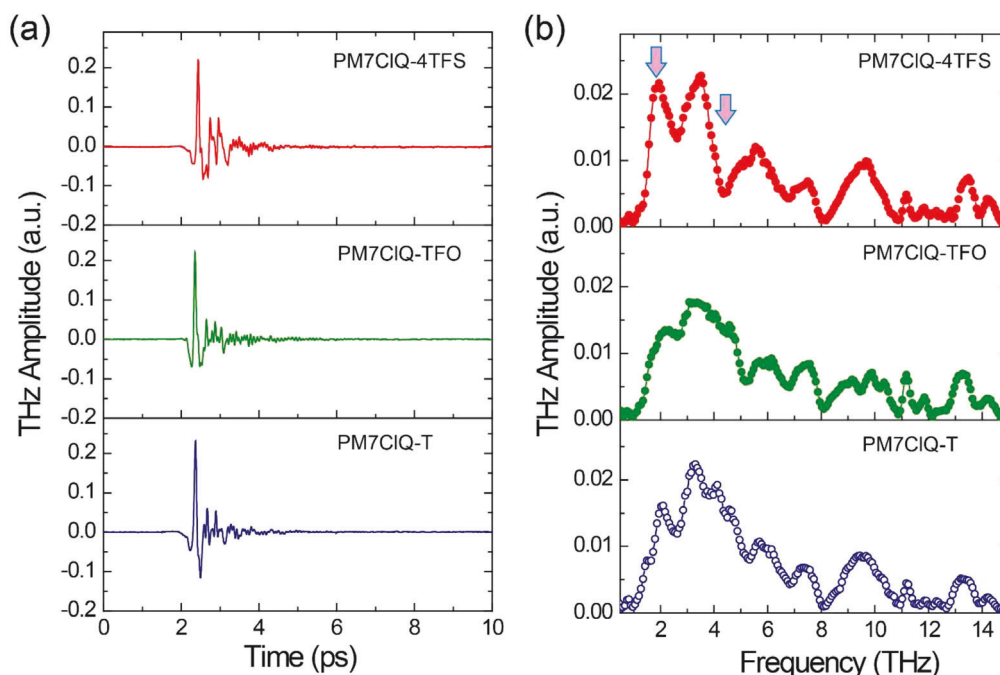 (a)
THz Amplitude (a.u.)
PM7ClQ-4TFS
0.2
0.1
0.0
-0.1
-0.2
PM7ClQ-TFO
0.2
0.1
0.0
-0.1
-0.2
PM7ClQ-T
0.2
0.1
0.0
-0.1
-0.2
0 2 4 6 8 10
Time (ps)
(b)
THz Amplitude (a.u.)
PM7ClQ-4TFS
0.02
0.01
0.00
PM7ClQ-TFO
0.02
0.01
0.00
PM7ClQ-T
0.02
0.01
0.00
2 4 6 8 10 12 14
Frequency (THz)